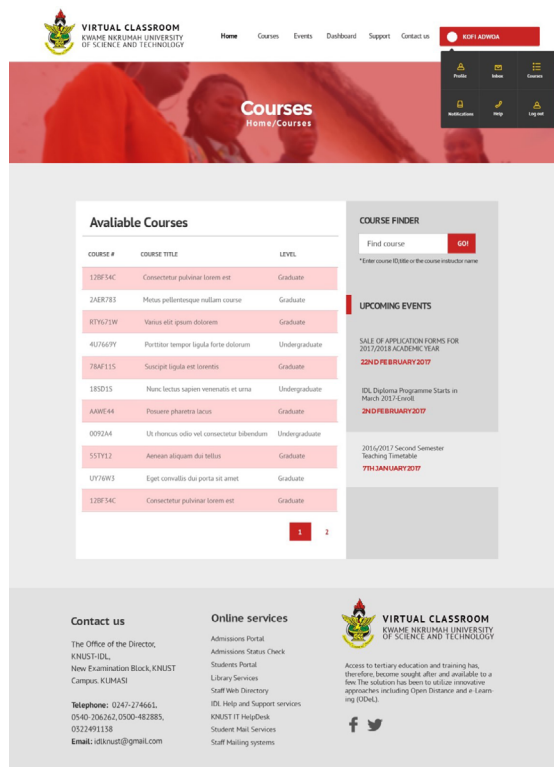 VIRTUAL CLASSROOM
KWAME NKRUMAH UNIVERSITY
OF SCIENCE AND TECHNOLOGY
Home Courses Events Dashboard Support Contact us KOFI ADWOA
Profile Inbox Courses
Notifications Help Log out
Courses
Home/Courses
Avaliable Courses
COURSE # COURSE TITLE LEVEL
12BF34C Consectetur pulvinar lorem est Graduate
2AER783 Metus pellentesque nullam course Graduate
RTY671W Varius elit ipsum dolorem Graduate
4U7669Y Porttitor tempor ligula forte dolorum Undergraduate
78AF11S Suscipit ligula est lorentis Graduate
185D1S Nunc lectus sapien venenatis et urna Undergraduate
AAWE44 Posuere pharetra lacus Graduate
0092A4 Ut rhoncus odio vel consectetur bibendum Undergraduate
55TY12 Aenean aliquam dui tellus Graduate
UY76W3 Eget convallis dui porta sit amet Graduate
12BF34C Consectetur pulvinar lorem est Graduate
1 2
COURSE FINDER
Find course GO!
*Enter course ID,title or the course instructor name
UPCOMING EVENTS
SALE OF APPLICATION FORMS FOR
2017/2018 ACADEMIC YEAR
22ND FEBRUARY 2017
IDL Diploma Programme Starts in
March 2017-Enroll
2ND FEBRUARY 2017
2016/2017 Second Semester
Teaching Timetable
7TH JANUARY 2017
Contact us
The Office of the Director,
KNUST-IDL,
New Examination Block, KNUST
Campus. KUMASI
Telephone: 0247-274661,
0540-206262, 0500-482885,
0322491138
Email: idlknust@gmail.com
Online services
Admissions Portal
Admissions Status Check
Students Portal
Library Services
Staff Web Directory
IDL Help and Support services
KNUST IT HelpDesk
Student Mail Services
Staff Mailing systems
VIRTUAL CLASSROOM
KWAME NKRUMAH UNIVERSITY
OF SCIENCE AND TECHNOLOGY
Access to tertiary education and training has,
therefore, become sought after and available to a
few. The solution has been to utilize innovative
approaches including Open Distance and e-Learn-
ing (ODeL).